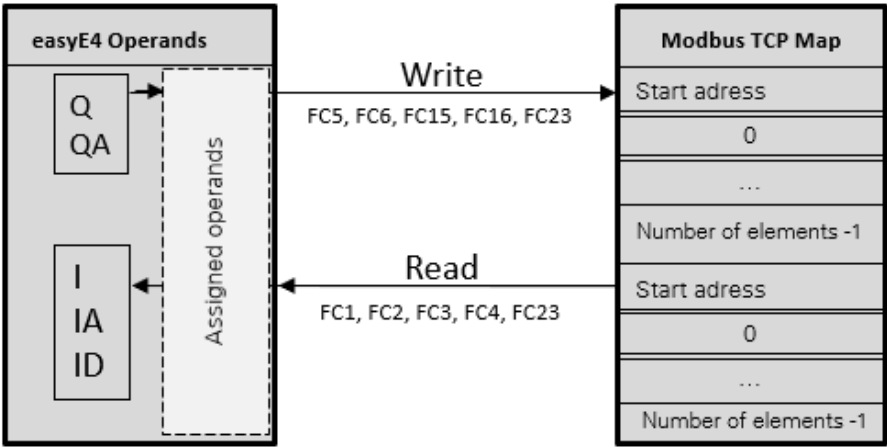 easyE4 Operands
Q
QA
I
IA
ID
Assigned operands
Write
FC5, FC6, FC15, FC16, FC23
Read
FC1, FC2, FC3, FC4, FC23
Modbus TCP Map
Start adress
0
...
Number of elements -1
Start adress
0
...
Number of elements -1